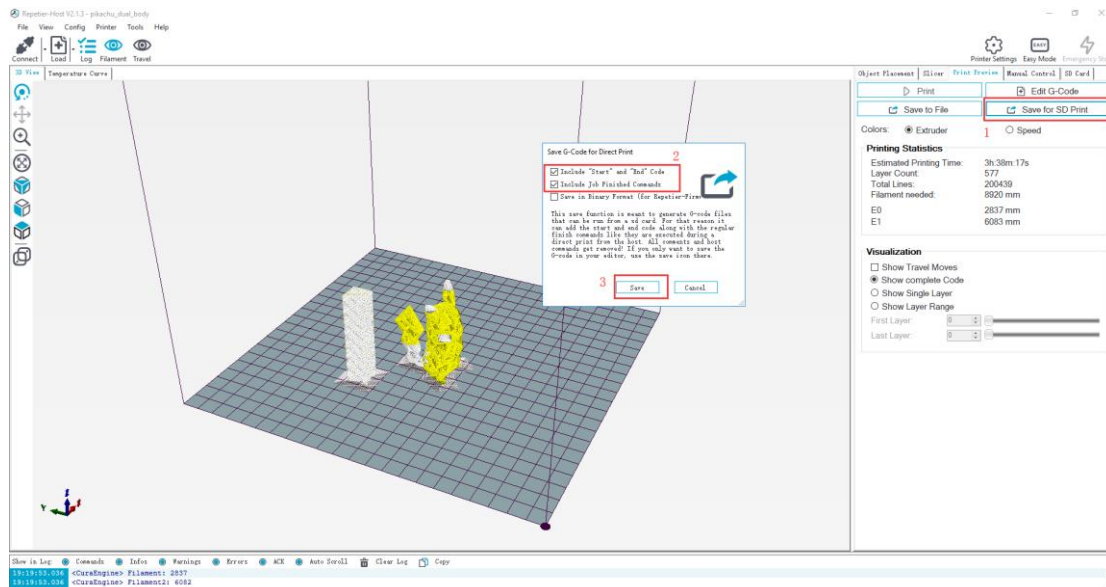 Repetier-Host V2.1.3 - pikachu_dual_body
File View Config Printer Tools Help
Connect Load Log Filament Travel
Printer Settings Easy Mode Emergency
EASY
3D View Temperature Curve
Object Placement Slicer Print Preview Manual Control SD Card
Print Edit G-Code
Save to File Save for SD Print
Colors: Extruder 1 Speed
Printing Statistics
Estimated Printing Time: 3h:38m:17s
Layer Count: 577
Total Lines: 200439
Filament needed: 8920 mm
E0 2837 mm
E1 6083 mm
Visualization
Show Travel Moves
Show complete Code
Show Single Layer
Show Layer Range
First Layer: 0
Last Layer: 0
Save G-Code for Direct Print
2
Include "Start" and "End" Code
Include Job Finished Commands
Save in Binary Format (for Repetier-Firm
This save function is meant to generate G-code files
that can be run from a sd card. For that reason it
can add the start and end code along with the regular
finish commands like they are executed during a
direct print from the host. All comments and host
commands get removed! If you only want to save the
G-code in your editor, use the save icon there.
3 Save Cancel
Show in Log: Commands Infos Warnings Errors ACK Auto Scroll Clear Log Copy
19:19:53.036 <CuraEngine> Filament: 2837
19:19:53.036 <CuraEngine> Filament2: 6082